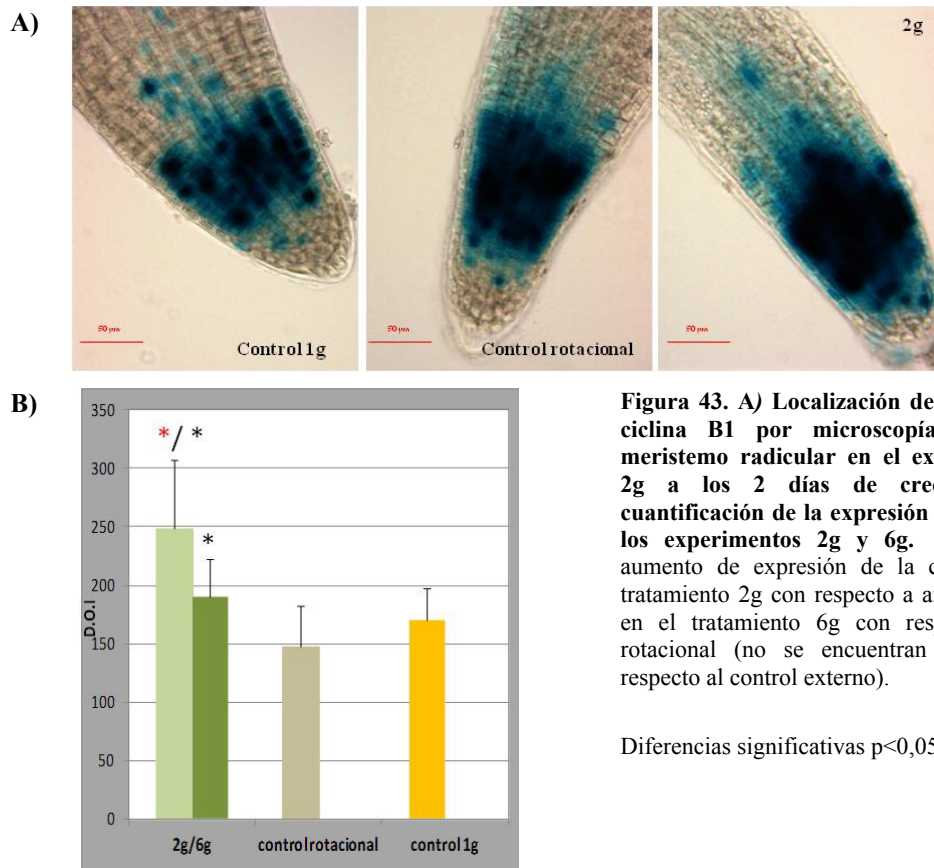 A)
2g
50 µm
Control 1g
50 µm
Control rotacional
50 µm
B)
350
300
250
200
150
100
50
0
D.O.I
* / *
*
2g/6g
control rotacional
control 1g
Figura 43. A) Localización de
ciclina B1 por microscopía
meristemo radicular en el ex
2g a los 2 días de crec
cuantificación de la expresión
los experimentos 2g y 6g.
aumento de expresión de la c
tratamiento 2g con respecto a a
en el tratamiento 6g con resp
rotacional (no se encuentran
respecto al control externo).
Diferencias significativas p<0,05